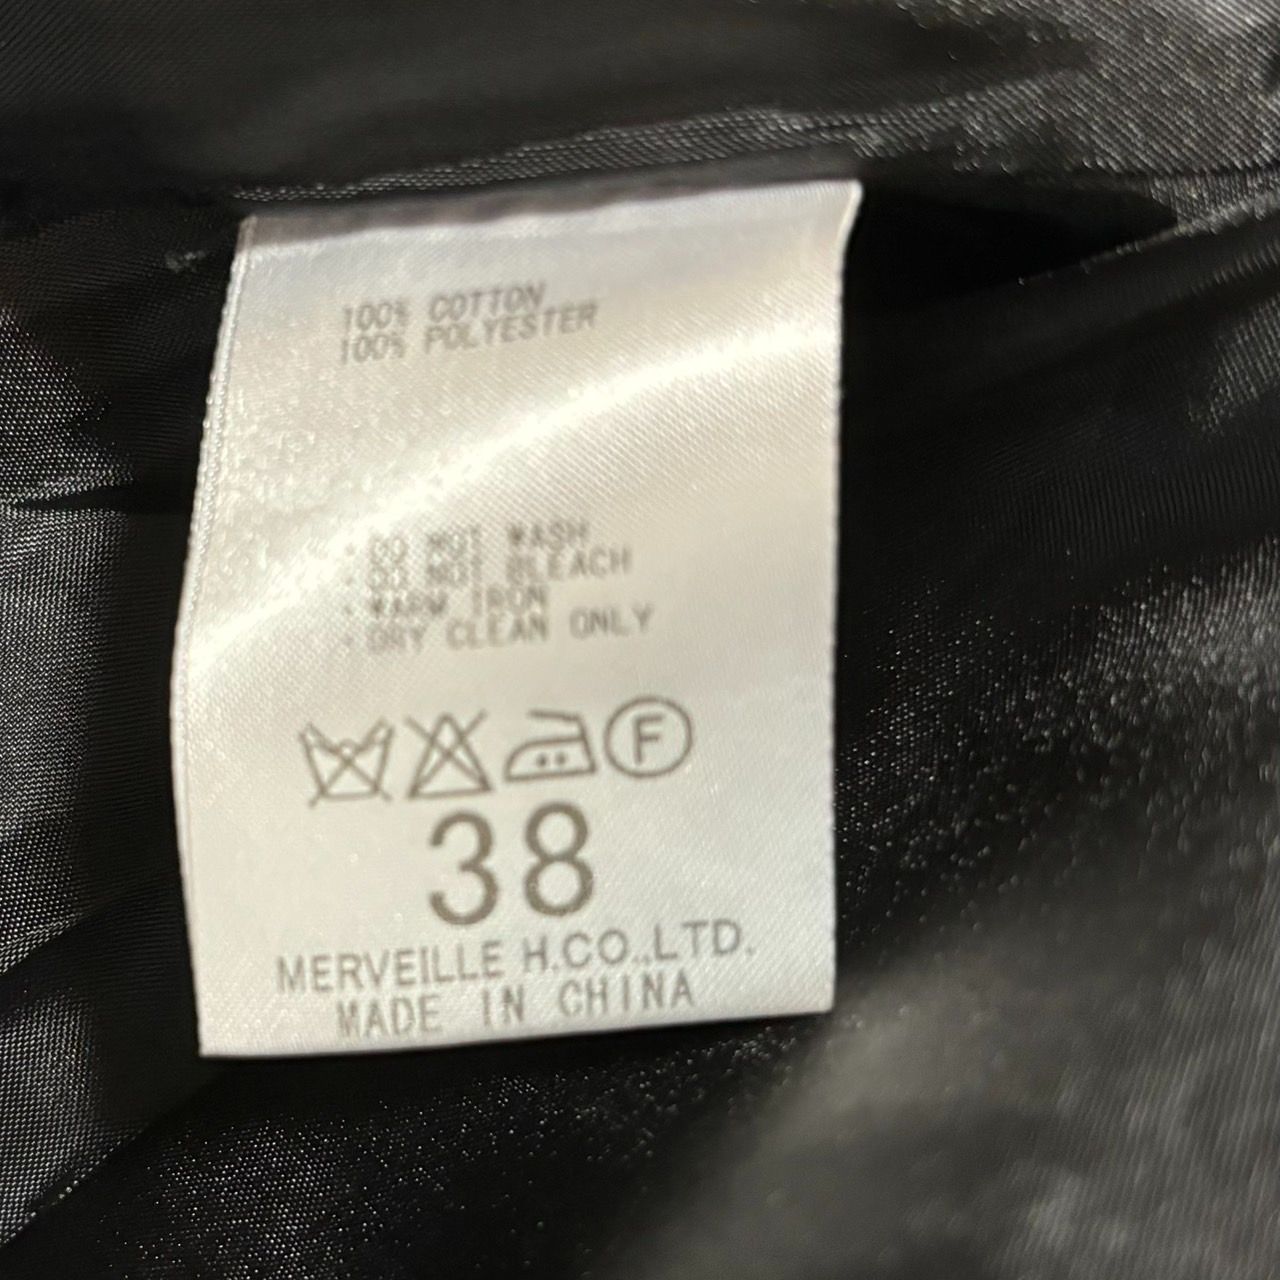 100% COTTON
100% POLYESTER
· DO NOT WASH
· DO NOT BLEACH
· WARM IRON
· DRY CLEAN ONLY
F
38
MERVEILLE H.CO.,LTD.
MADE IN CHINA